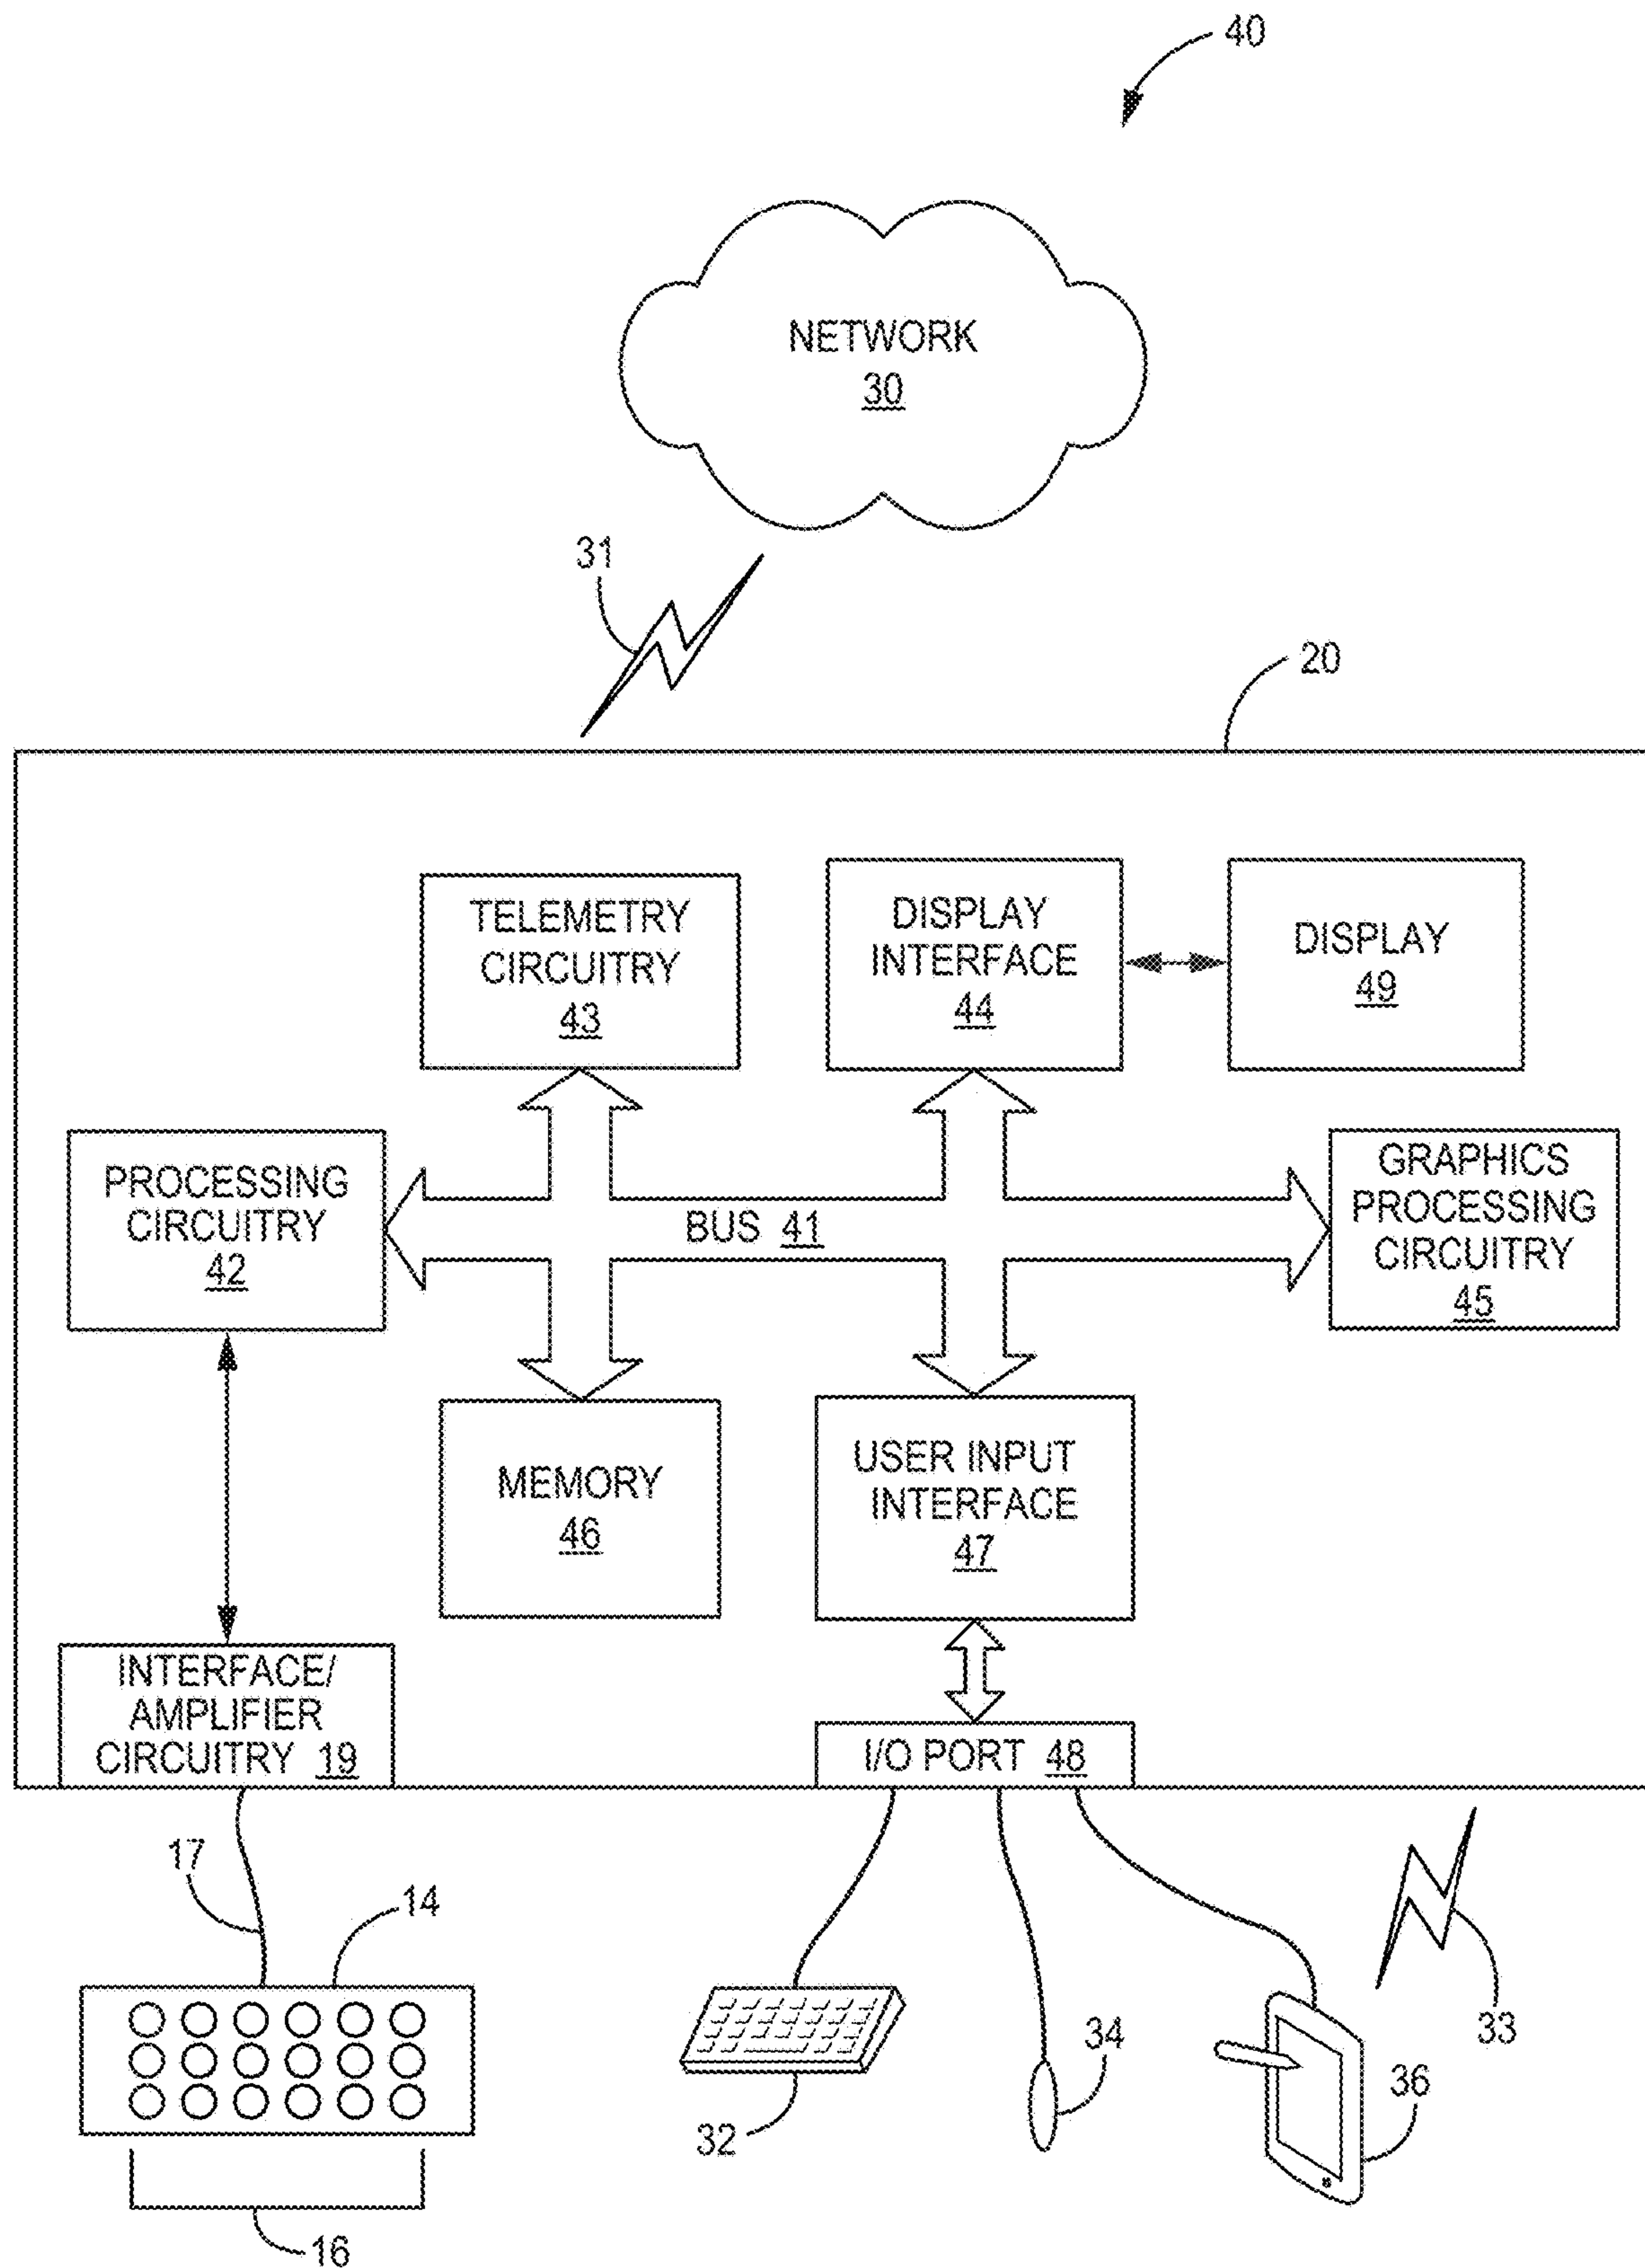 40
NETWORK
30
31
20
TELEMETRY
CIRCUITRY
43
DISPLAY
INTERFACE
44
DISPLAY
49
PROCESSING
CIRCUITRY
42
BUS 41
GRAPHICS
PROCESSING
CIRCUITRY
45
MEMORY
46
USER INPUT
INTERFACE
47
INTERFACE/
AMPLIFIER
CIRCUITRY 19
I/O PORT 48
17
14
33
34
32
36
16